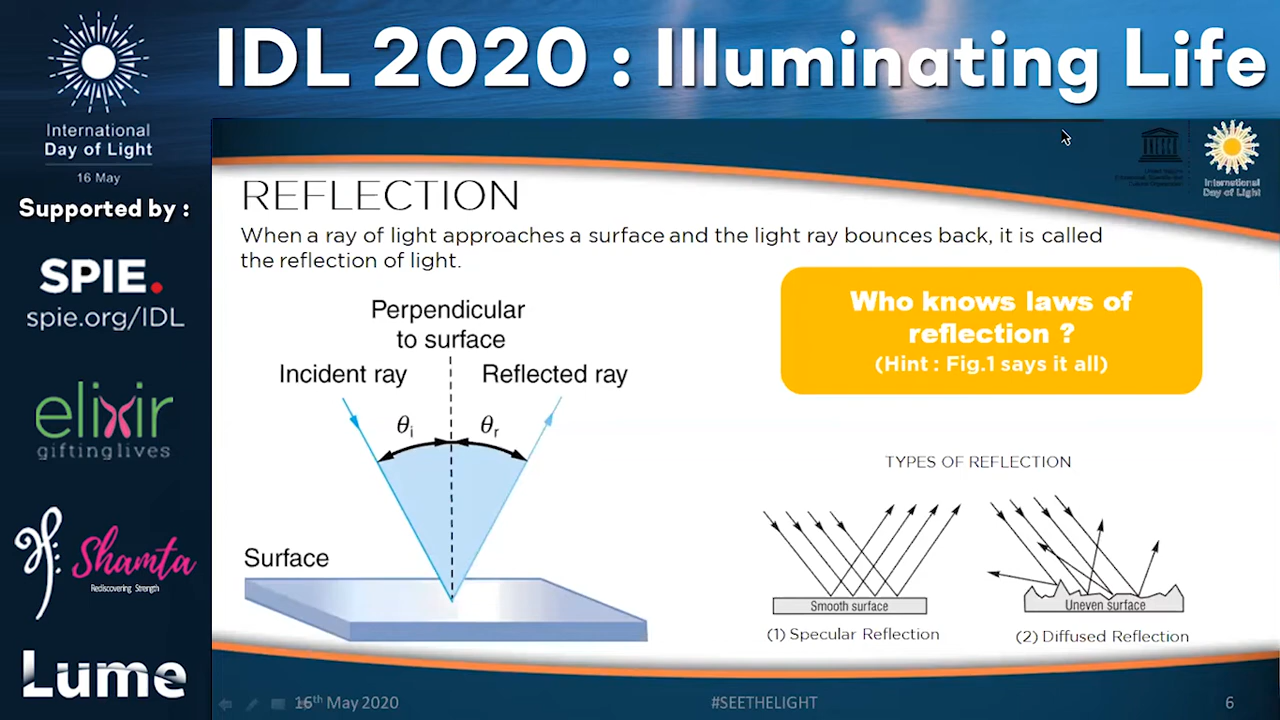 IDL 2020 : Illuminating Life
International
Day of Light
16 May
Supported by :
SPIE.
spie.org/IDL
elixir
giftinglives
Shamta
Rediscovering Strength
Lume
International
Day of Light
REFLECTION
When a ray of light approaches a surface and the light ray bounces back, it is called
the reflection of light.
Who knows laws of
reflection ?
(Hint : Fig.1 says it all)
Perpendicular
to surface
Incident ray
Reflected ray
θi
θr
Surface
TYPES OF REFLECTION
Smooth surface
Uneven surface
(1) Specular Reflection
(2) Diffused Reflection
16th May 2020
#SEETHELIGHT
6